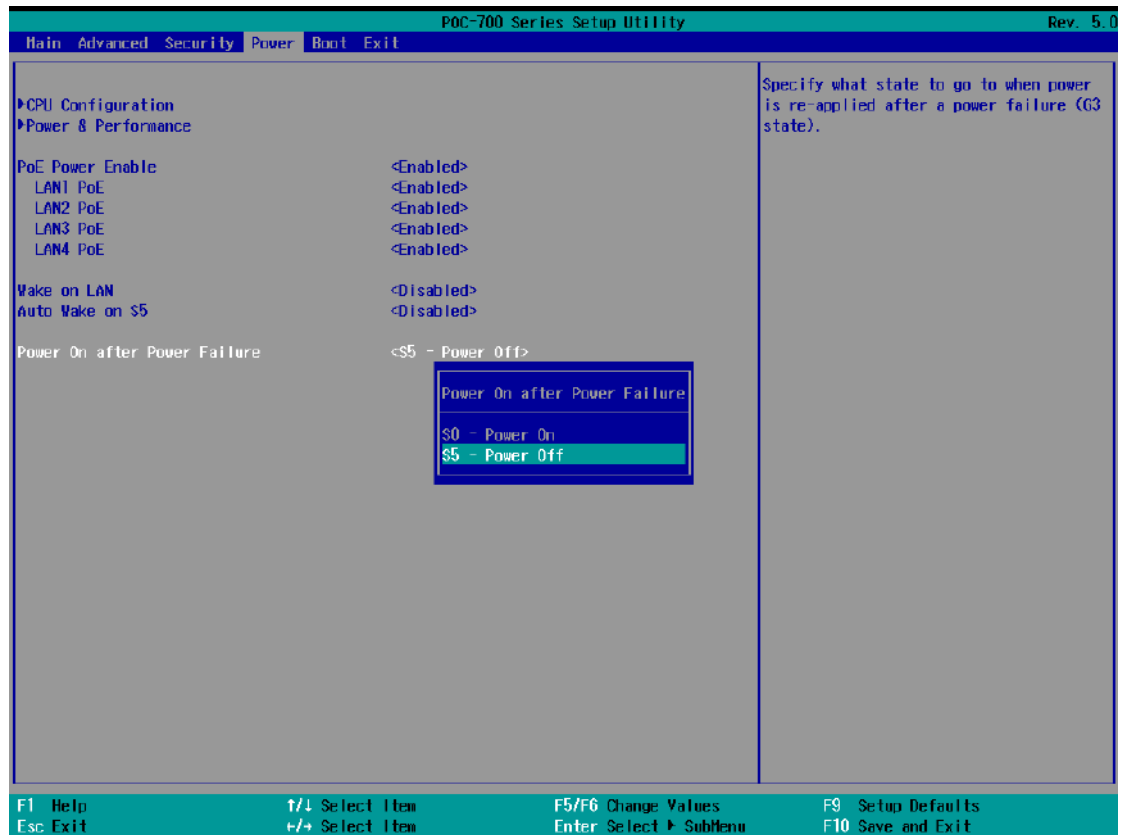 POC-700 Series Setup Utility Rev. 5.0
Main Advanced Security Power Boot Exit
Specify what state to go to when power
is re-applied after a power failure (G3
state).
▶CPU Configuration
▶Power & Performance
PoE Power Enable <Enabled>
LAN1 PoE <Enabled>
LAN2 PoE <Enabled>
LAN3 PoE <Enabled>
LAN4 PoE <Enabled>
Wake on LAN <Disabled>
Auto Wake on S5 <Disabled>
Power On after Power Failure <S5 - Power Off>
Power On after Power Failure
S0 - Power On
S5 - Power Off
F1 Help ↑/↓ Select Item F5/F6 Change Values F9 Setup Defaults
Esc Exit ←/→ Select Item Enter Select ▶ SubMenu F10 Save and Exit